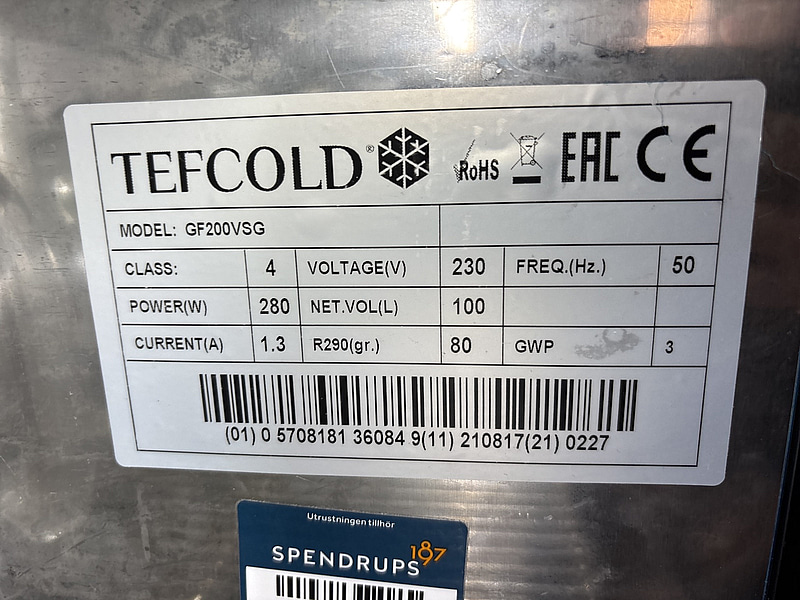 TEFCOLD® RoHS EAC CE
MODEL: GF200VSG
CLASS: 4 VOLTAGE(V) 230 FREQ.(Hz.) 50
POWER(W) 280 NET.VOL(L) 100
CURRENT(A) 1.3 R290(gr.) 80 GWP 3
(01) 0 5708181 36084 9(11) 210817(21) 0227
Utrustningen tillhör
SPENDRUPS 1897